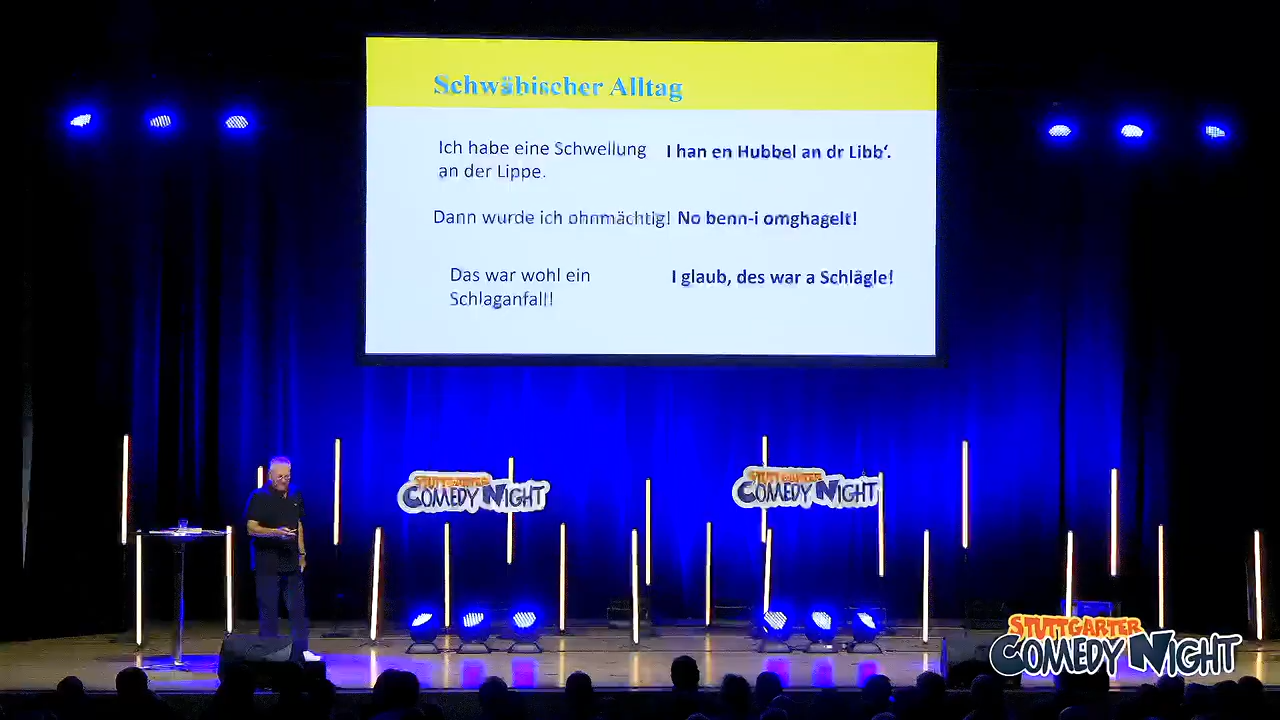 Schwäbischer Alltag
Ich habe eine Schwellung
an der Lippe.
I han en Hubbel an dr Libb‘.
Dann wurde ich ohnmächtig!
No benn-i omghagelt!
Das war wohl ein
Schlaganfall!
I glaub, des war a Schlägle!
STUTTGARTER
COMEDY NIGHT
STUTTGARTER
COMEDY NIGHT
STUTTGARTER
COMEDY NIGHT